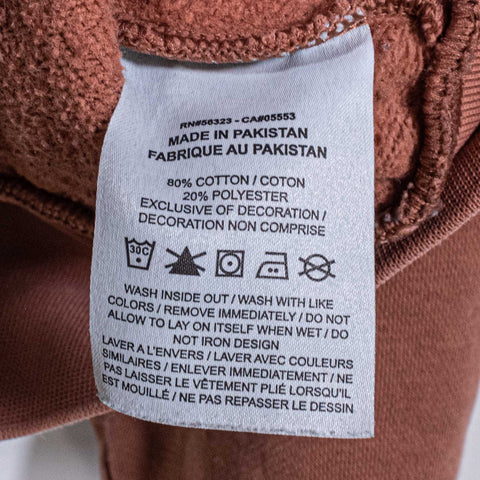 RN#56323 - CA#05553
MADE IN PAKISTAN
FABRIQUE AU PAKISTAN
80% COTTON / COTON
20% POLYESTER
EXCLUSIVE OF DECORATION /
DECORATION NON COMPRISE
30C
WASH INSIDE OUT / WASH WITH LIKE
COLORS / REMOVE IMMEDIATELY / DO NOT
ALLOW TO LAY ON ITSELF WHEN WET / DO
NOT IRON DESIGN
LAVER A L'ENVERS / LAVER AVEC COULEURS
SIMILAIRES / ENLEVER IMMEDIATEMENT / NE
PAS LAISSER LE VÊTEMENT PLIÉ LORSQU'IL
EST MOUILLÉ / NE PAS REPASSER LE DESSIN